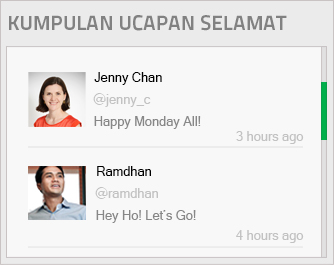 KUMPULAN UCAPAN SELAMAT
Jenny Chan
@jenny_c
Happy Monday All!
3 hours ago
Ramdhan
@ramdhan
Hey Ho! Let's Go!
4 hours ago